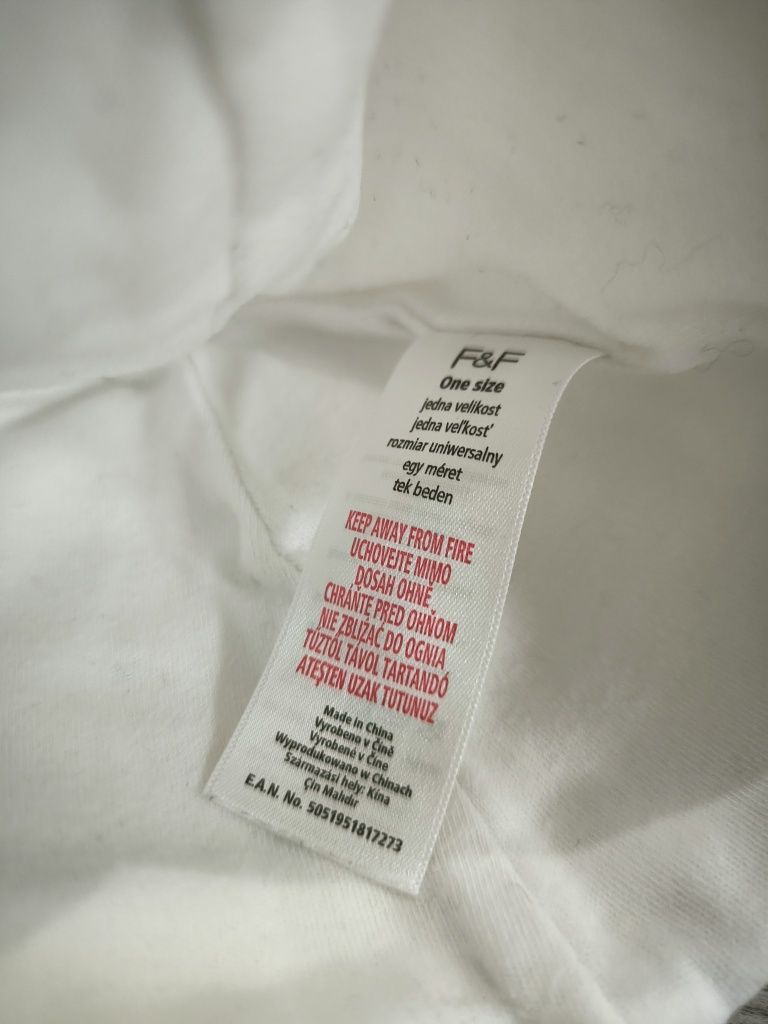 F&F
One size
jedna velikost
jedna veľkosť
rozmiar uniwersalny
egy méret
tek beden
KEEP AWAY FROM FIRE
UCHOVEJTE MIMO
DOSAH OHNĚ
CHRÁŇTE PRED OHŇOM
NIE ZBLIŻAĆ DO OGNIA
TŰZTŐL TÁVOL TARTANDÓ
ATEŞTEN UZAK TUTUNUZ
Made in China
Vyrobeno v Číně
Vyrobené v Číne
Wyprodukowano w Chinach
Származási hely: Kína
Çin Malıdır
E.A.N. No. 5051951817273